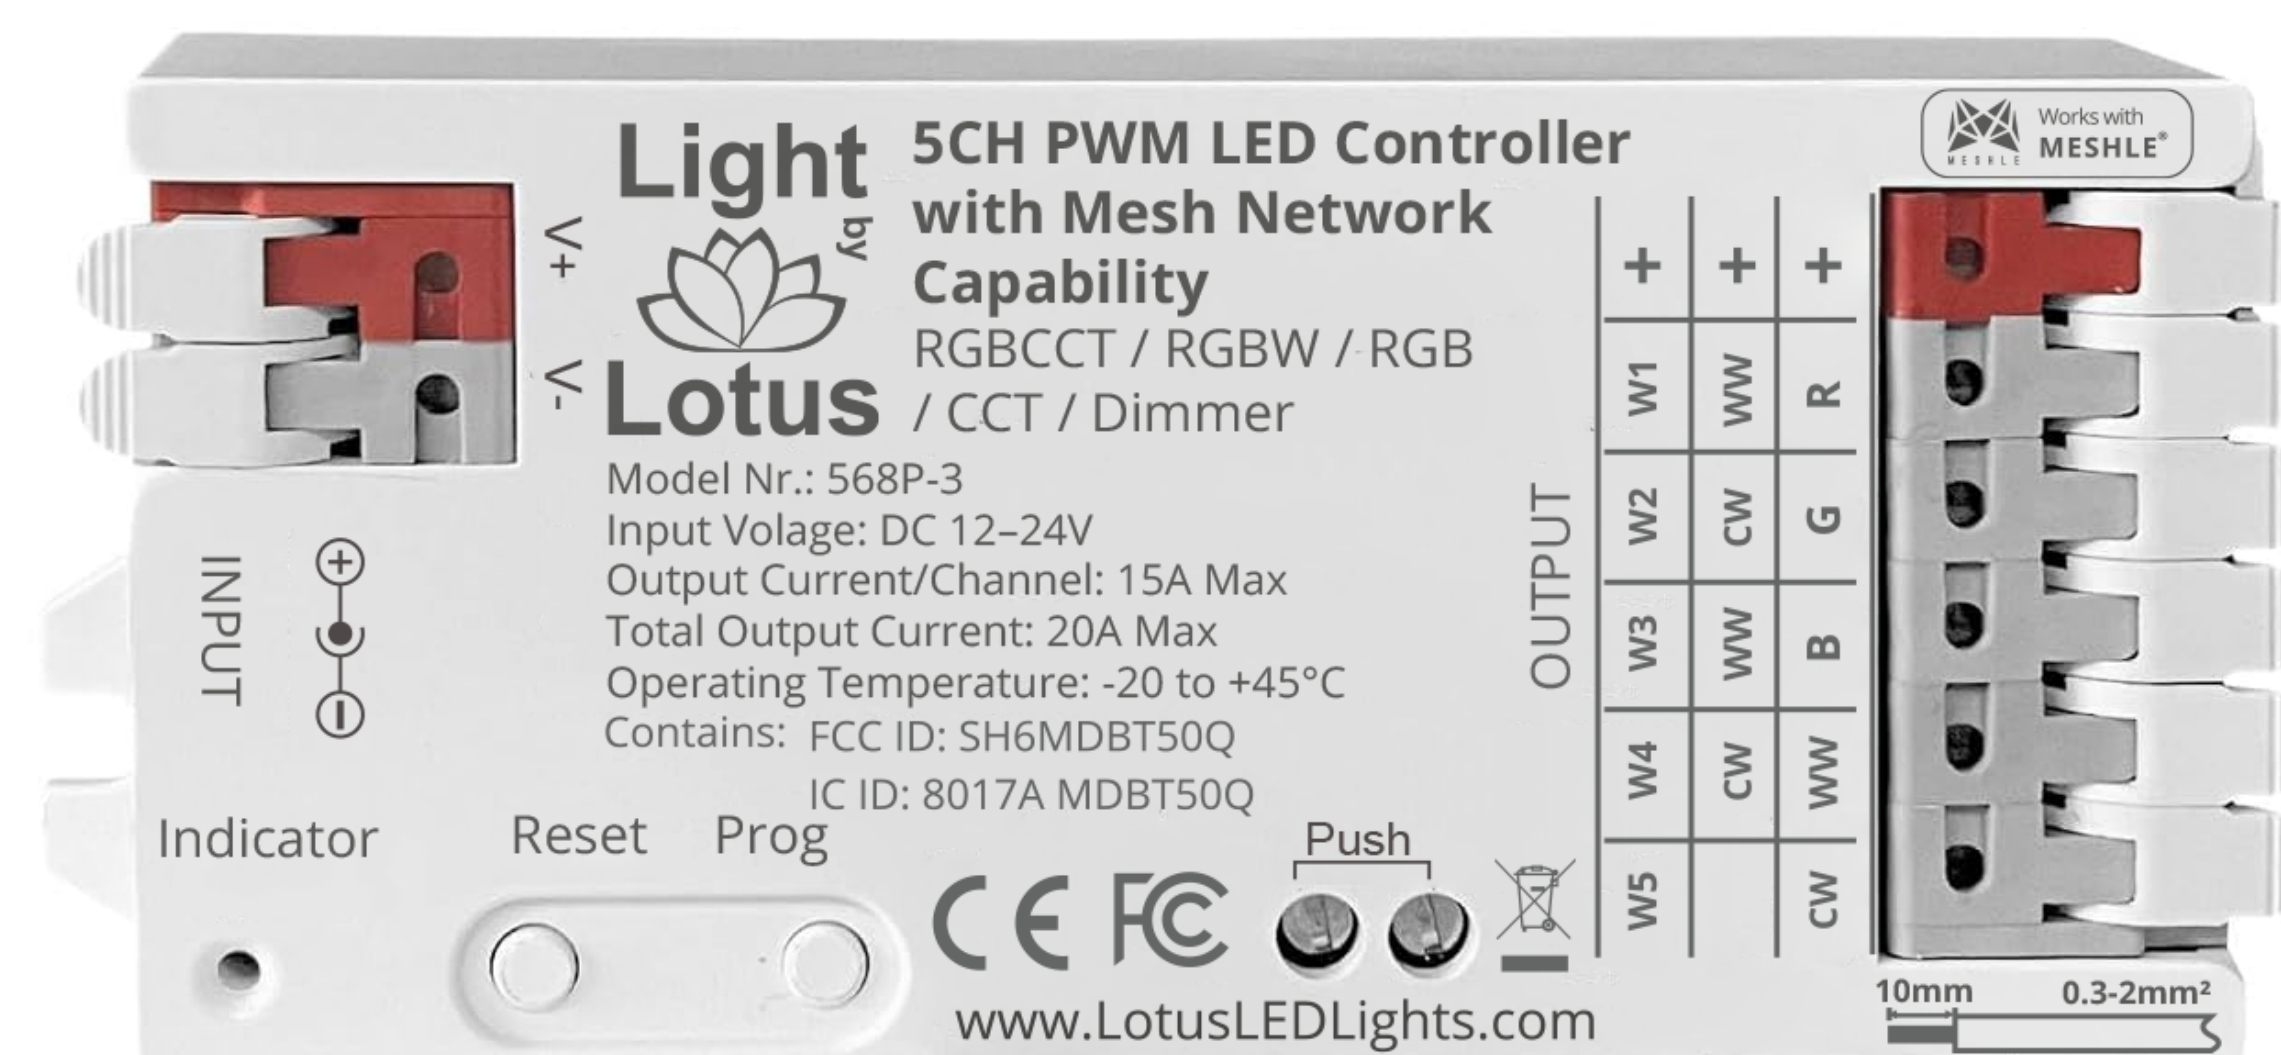 Light
by
Lotus
5CH PWM LED Controller
with Mesh Network
Capability
RGBCCT / RGBW / RGB
/ CCT / Dimmer
Works with
MESHLE®
MESHLE
V+
V-
INPUT
Model Nr.: 568P-3
Input Volage: DC 12–24V
Output Current/Channel: 15A Max
Total Output Current: 20A Max
Operating Temperature: -20 to +45°C
Contains: FCC ID: SH6MDBT50Q
IC ID: 8017A MDBT50Q
OUTPUT
+ + +
W1 WW R
W2 CW G
W3 WW B
W4 CW WW
W5 CW
Indicator
Reset
Prog
Push
CE FC
www.LotusLEDLights.com
10mm
0.3-2mm²